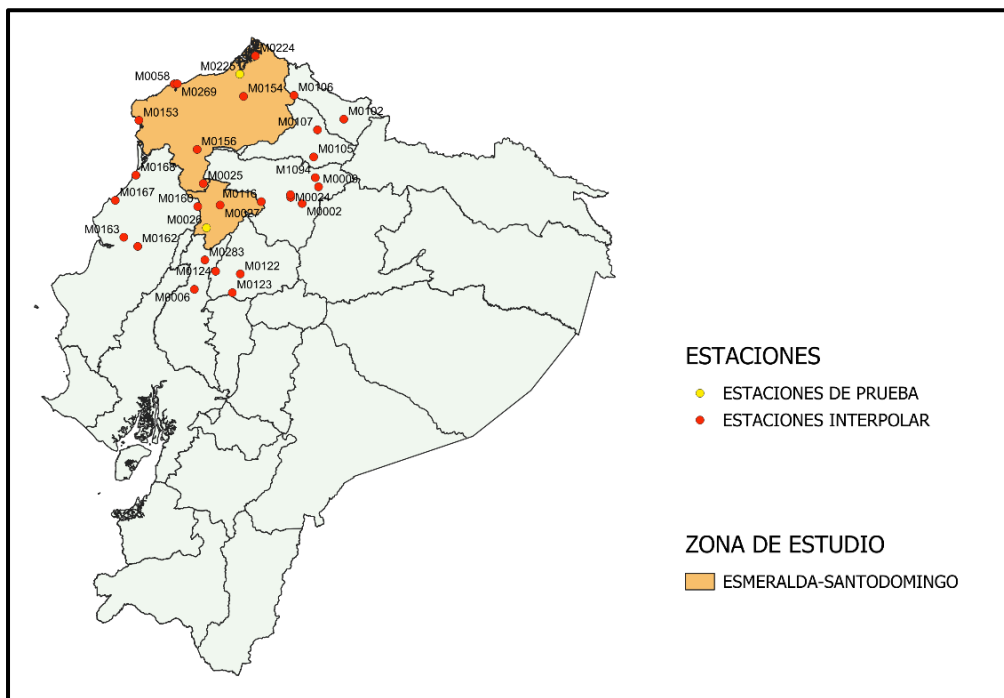 M0224
M0225
M0058
M0269
M0154
M0106
M0153
M0107
M0102
M0156
M0105
M0168
M0025
M1094
M0009
M0167
M0160
M0116
M0024
M0027
M0002
M0026
M0163
M0162
M0283
M0124
M0122
M0006
M0123
ESTACIONES
ESTACIONES DE PRUEBA
ESTACIONES INTERPOLAR
ZONA DE ESTUDIO
ESMERALDA-SANTODOMINGO